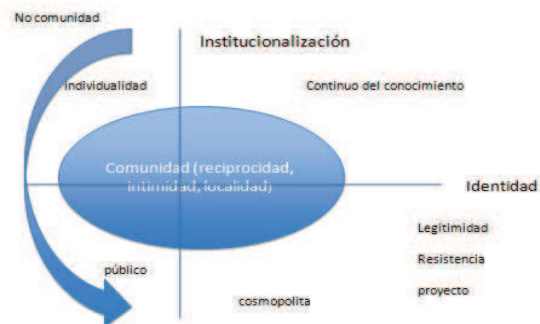 No comunidad
Institucionalización
individualidad
Continuo del conocimiento
Comunidad (reciprocidad,
intimidad, localidad)
Identidad
Legitimidad
Resistencia
público
proyecto
cosmopolita